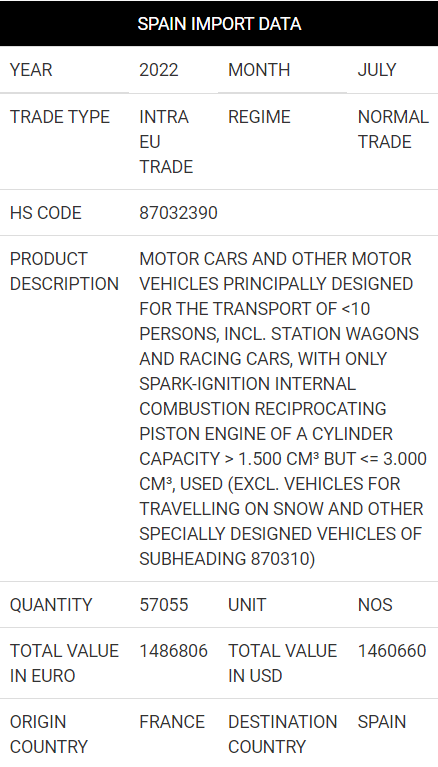 SPAIN IMPORT DATA
YEAR 2022 MONTH JULY
TRADE TYPE INTRA REGIME NORMAL
EU TRADE
TRADE
HS CODE 87032390
PRODUCT MOTOR CARS AND OTHER MOTOR
DESCRIPTION VEHICLES PRINCIPALLY DESIGNED
FOR THE TRANSPORT OF <10
PERSONS, INCL. STATION WAGONS
AND RACING CARS, WITH ONLY
SPARK-IGNITION INTERNAL
COMBUSTION RECIPROCATING
PISTON ENGINE OF A CYLINDER
CAPACITY > 1.500 CM³ BUT <= 3.000
CM³, USED (EXCL. VEHICLES FOR
TRAVELLING ON SNOW AND OTHER
SPECIALLY DESIGNED VEHICLES OF
SUBHEADING 870310)
QUANTITY 57055 UNIT NOS
TOTAL VALUE 1486806 TOTAL VALUE 1460660
IN EURO IN USD
ORIGIN FRANCE DESTINATION SPAIN
COUNTRY COUNTRY